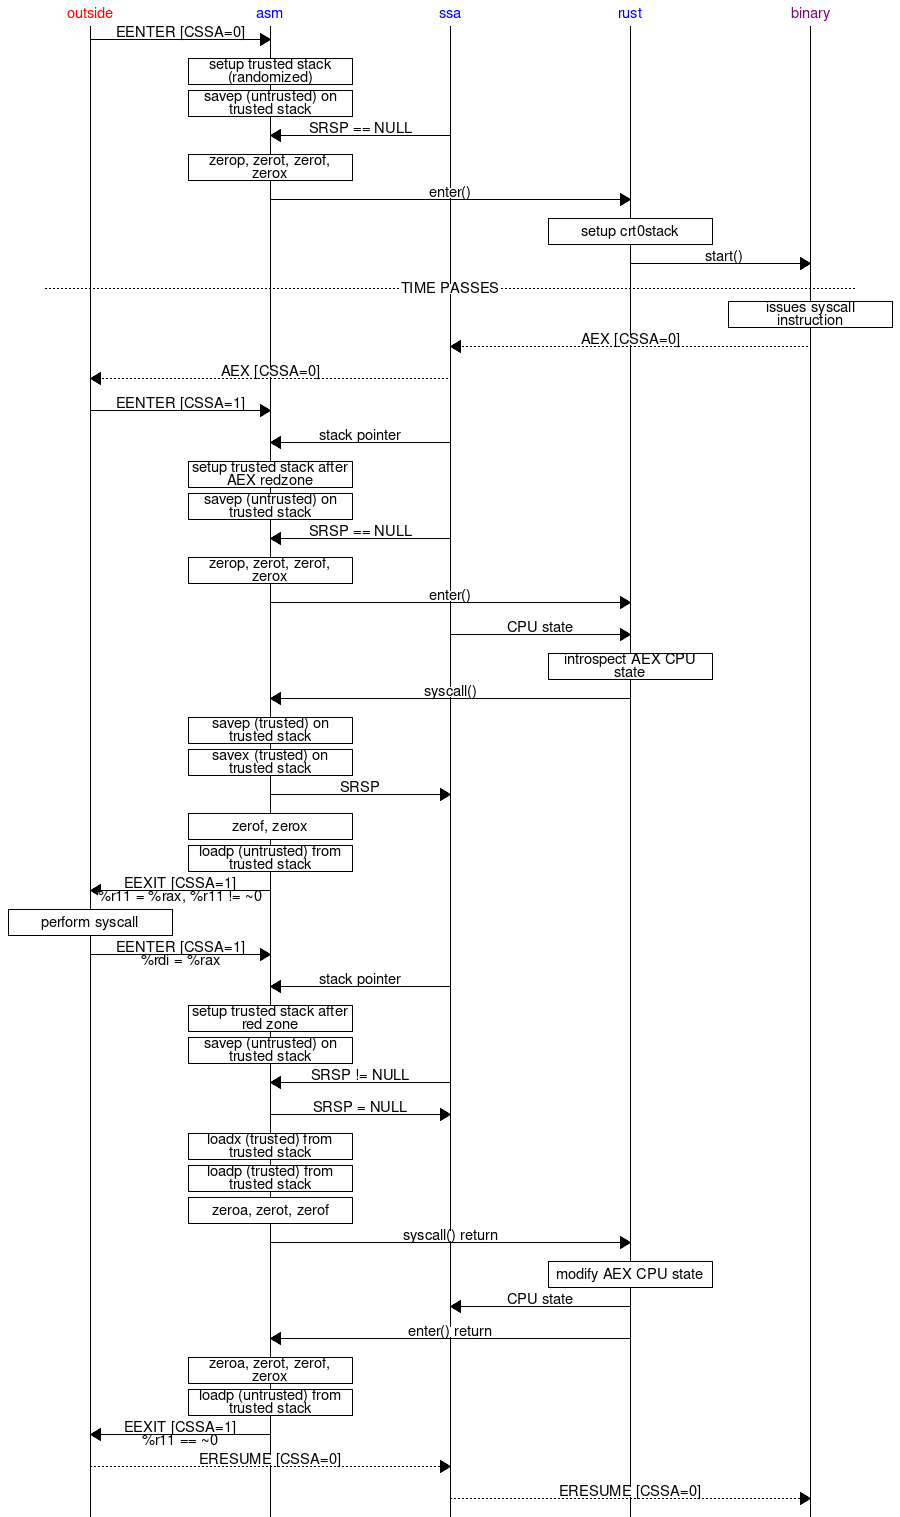 outside asm ssa rust binary
EENTER [CSSA=0]
setup trusted stack
(randomized)
savep (untrusted) on
trusted stack
SRSP == NULL
zerop, zerot, zerof,
zerox
enter()
setup crt0stack
start()
TIME PASSES
issues syscall
instruction
AEX [CSSA=0]
AEX [CSSA=0]
EENTER [CSSA=1]
stack pointer
setup trusted stack after
AEX redzone
savep (untrusted) on
trusted stack
SRSP == NULL
zerop, zerot, zerof,
zerox
enter()
CPU state
introspect AEX CPU
state
syscall()
savep (trusted) on
trusted stack
savex (trusted) on
trusted stack
SRSP
zerof, zerox
loadp (untrusted) from
trusted stack
EEXIT [CSSA=1]
%r11 = %rax, %r11 != ~0
perform syscall
EENTER [CSSA=1]
%rdi = %rax
stack pointer
setup trusted stack after
red zone
savep (untrusted) on
trusted stack
SRSP != NULL
SRSP = NULL
loadx (trusted) from
trusted stack
loadp (trusted) from
trusted stack
zeroa, zerot, zerof
syscall() return
modify AEX CPU state
CPU state
enter() return
zeroa, zerot, zerof,
zerox
loadp (untrusted) from
trusted stack
EEXIT [CSSA=1]
%r11 == ~0
ERESUME [CSSA=0]
ERESUME [CSSA=0]